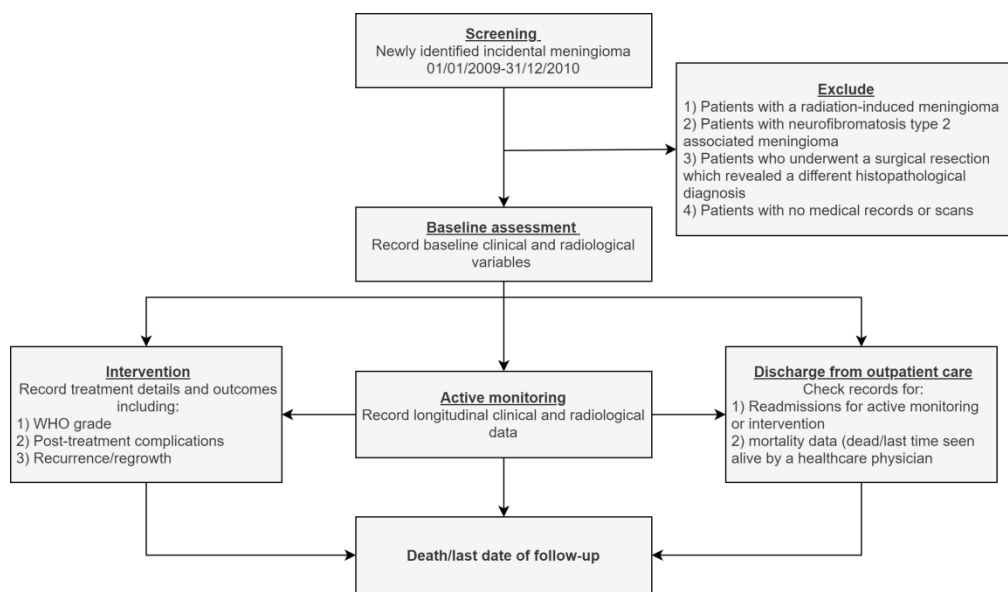 Screening
Newly identified incidental meningioma
01/01/2009-31/12/2010
Exclude
1) Patients with a radiation-induced meningioma
2) Patients with neurofibromatosis type 2
associated meningioma
3) Patients who underwent a surgical resection
which revealed a different histopathological
diagnosis
4) Patients with no medical records or scans
Baseline assessment
Record baseline clinical and radiological
variables
Intervention
Record treatment details and outcomes
including:
1) WHO grade
2) Post-treatment complications
3) Recurrence/regrowth
Active monitoring
Record longitudinal clinical and radiological
data
Discharge from outpatient care
Check records for:
1) Readmissions for active monitoring
or intervention
2) mortality data (dead/last time seen
alive by a healthcare physician
Death/last date of follow-up